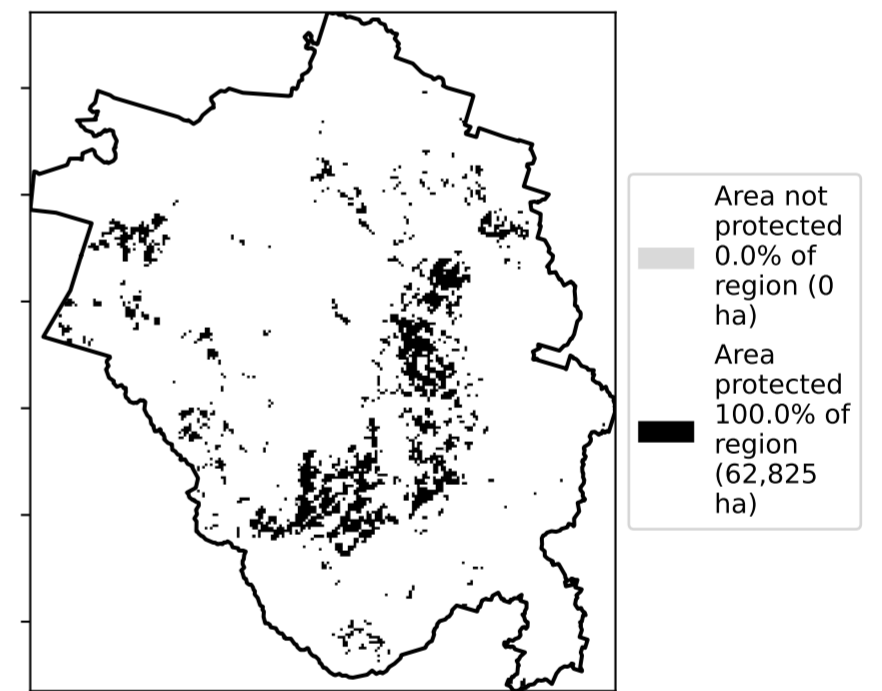 Area not
protected
0.0% of
region (0
ha)
Area
protected
100.0% of
region
(62,825
ha)